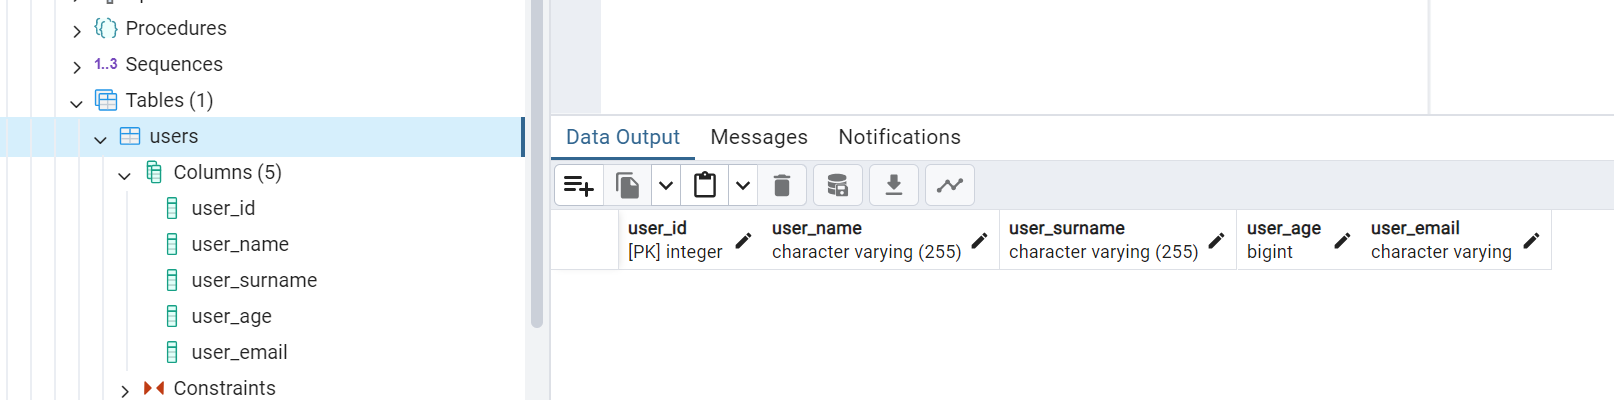 Procedures
1..3 Sequences
Tables (1)
users
Columns (5)
user_id
user_name
user_surname
user_age
user_email
Constraints
Data Output Messages Notifications
user_id user_name user_surname user_age user_email
[PK] integer character varying (255) character varying (255) bigint character varying